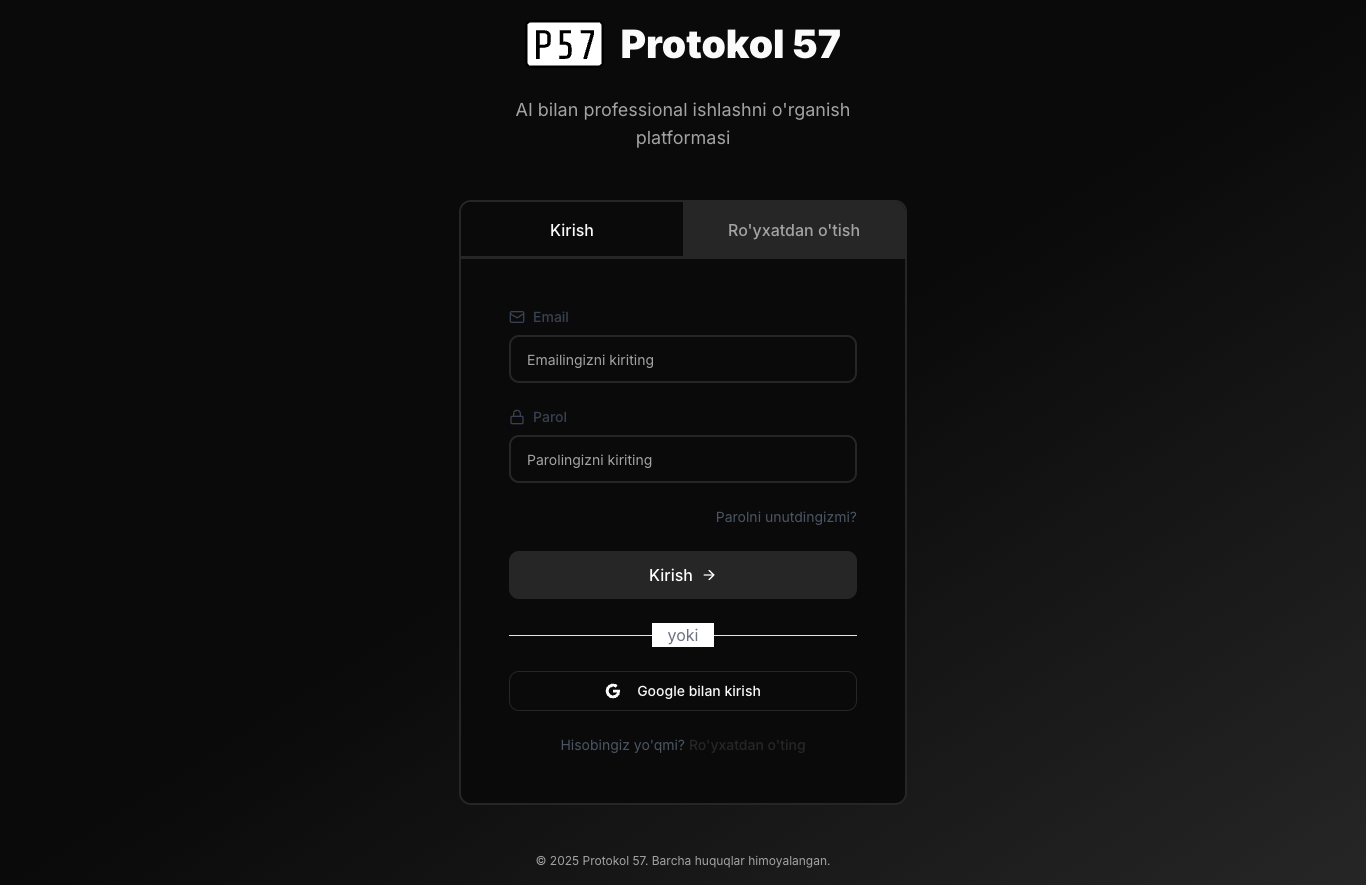 P57 Protokol 57
AI bilan professional ishlashni o'rganish
platformasi
Kirish
Ro'yxatdan o'tish
Email
Emailingizni kiriting
Parol
Parolingizni kiriting
Parolni unutdingizmi?
Kirish →
yoki
G Google bilan kirish
Hisobingiz yo'qmi? Ro'yxatdan o'ting
© 2025 Protokol 57. Barcha huquqlar himoyalangan.